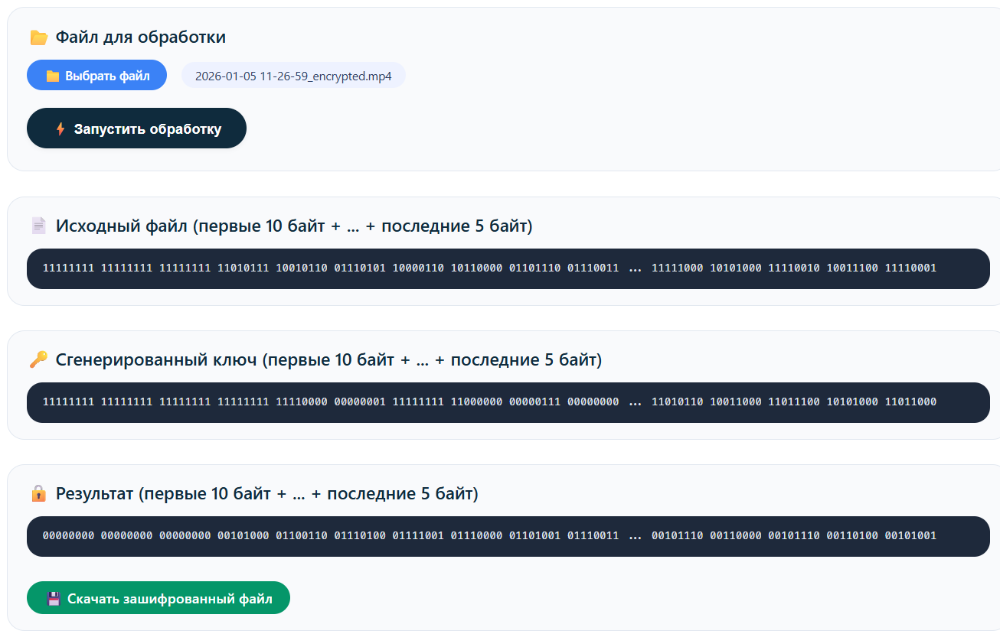 Файл для обработки
Выбрать файл 2026-01-05 11-26-59_encrypted.mp4
Запустить обработку
Исходный файл (первые 10 байт + ... + последние 5 байт)
11111111 11111111 11111111 11010111 10010110 01110101 10000110 10110000 01101110 01110011 ... 11111000 10101000 11110010 10011100 11110001
Сгенерированный ключ (первые 10 байт + ... + последние 5 байт)
11111111 11111111 11111111 11111111 11110000 00000001 11111111 11000000 00000111 00000000 ... 11010110 10011000 11011100 10101000 11011000
Результат (первые 10 байт + ... + последние 5 байт)
00000000 00000000 00000000 00101000 01100110 01110100 01111001 01110000 01101001 01110011 ... 00101110 00110000 00101110 00110100 00101001
Скачать зашифрованный файл